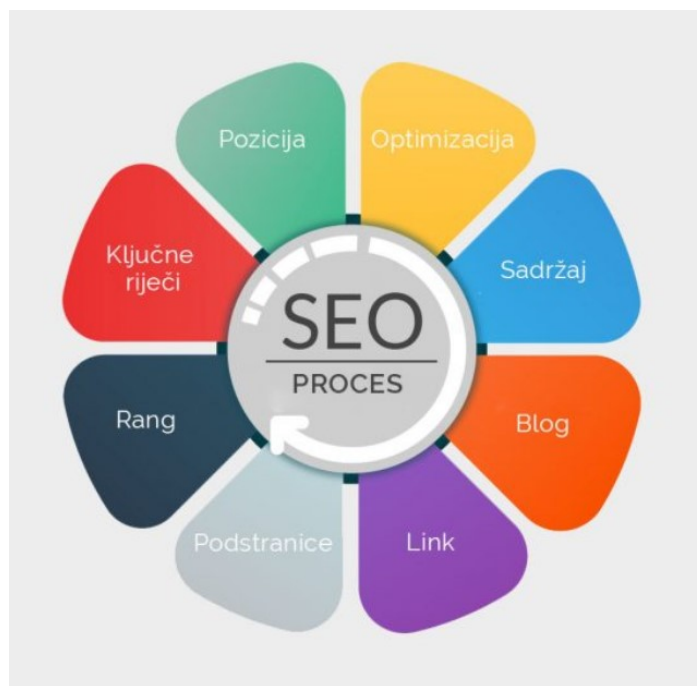 Pozicija
Optimizacija
Ključne
riječi
Sadržaj
SEO
PROCES
Rang
Blog
Podstranice
Link